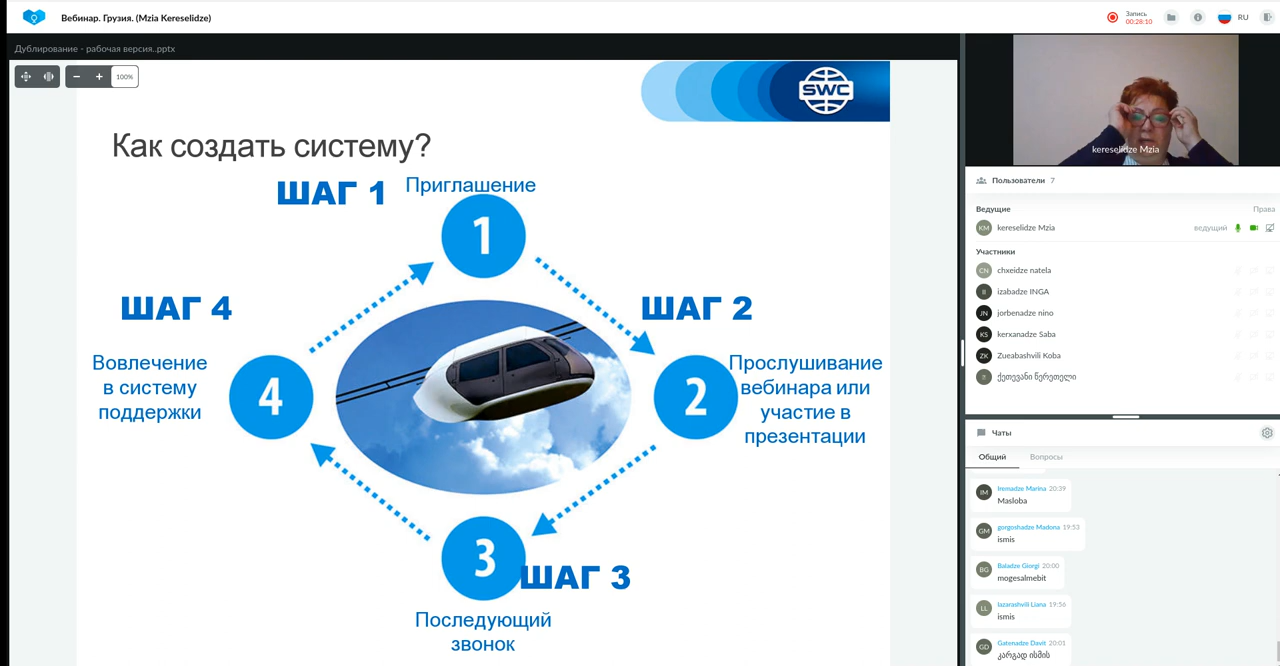 Вебинар. Грузия. (Mzia Kereselidze)
Запись
00:28:10
RU
Дублирование - рабочая версия..pptx
100%
SWC
Как создать систему?
ШАГ 1
Приглашение
1
ШАГ 4
ШАГ 2
Вовлечение
в систему
поддержки
4
2
Прослушивание
вебинара или
участие в
презентации
3
ШАГ 3
Последующий
звонок
kereselidze Mzia
Пользователи 7
Ведущие
Права
KM kereselidze Mzia ведущий
Участники
CN chxeidze natela
II izabadze INGA
JN jorbenadze nino
KS kerxanadze Saba
ZK Zueabashvili Koba
ქეთევანი წერეთელი
Чаты
Общий
Вопросы
IM Iremadze Marina 20:39
Masloba
GM gorgoshadze Madona 19:53
ismis
BG Baladze Giorgi 20:00
mogesalmebit
LL lazarashvili Liana 19:56
ismis
GD Gatenadze Davit 20:01
კარგად ისმის